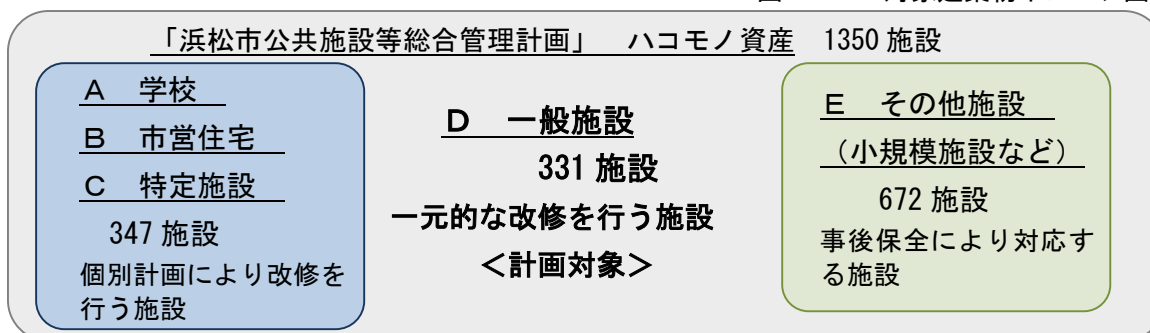 「浜松市公共施設等総合管理計画」　ハコモノ資産　1350 施設
Ａ　学校
Ｂ　市営住宅
Ｃ　特定施設
347 施設
個別計画により改修を
行う施設
Ｄ　一般施設
331 施設
一元的な改修を行う施設
＜計画対象＞
Ｅ　その他施設
（小規模施設など）
672 施設
事後保全により対応す
る施設